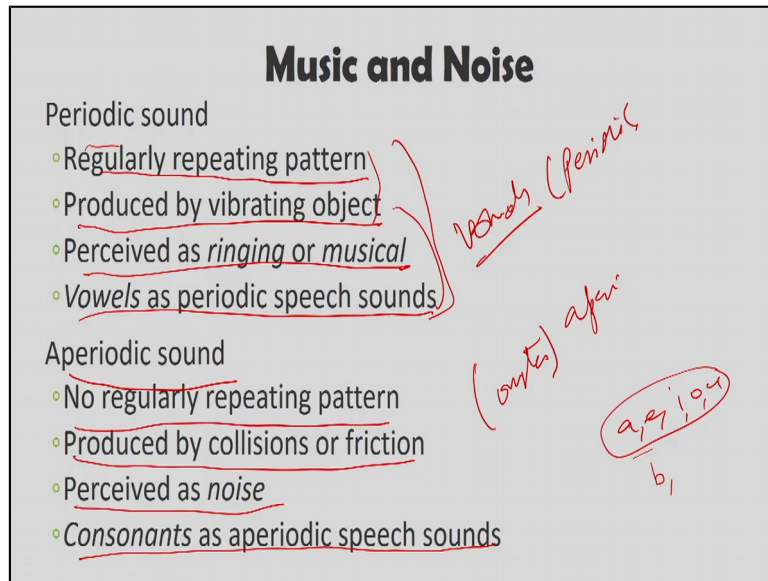 Music and Noise
Periodic sound
Regularly repeating pattern
Produced by vibrating object
Perceived as ringing or musical
Vowels as periodic speech sounds
Vowels (Periodic
Aperiodic sound
No regularly repeating pattern
Produced by collisions or friction
Perceived as noise
Consonants as aperiodic speech sounds
a, e, i, o, u
b,